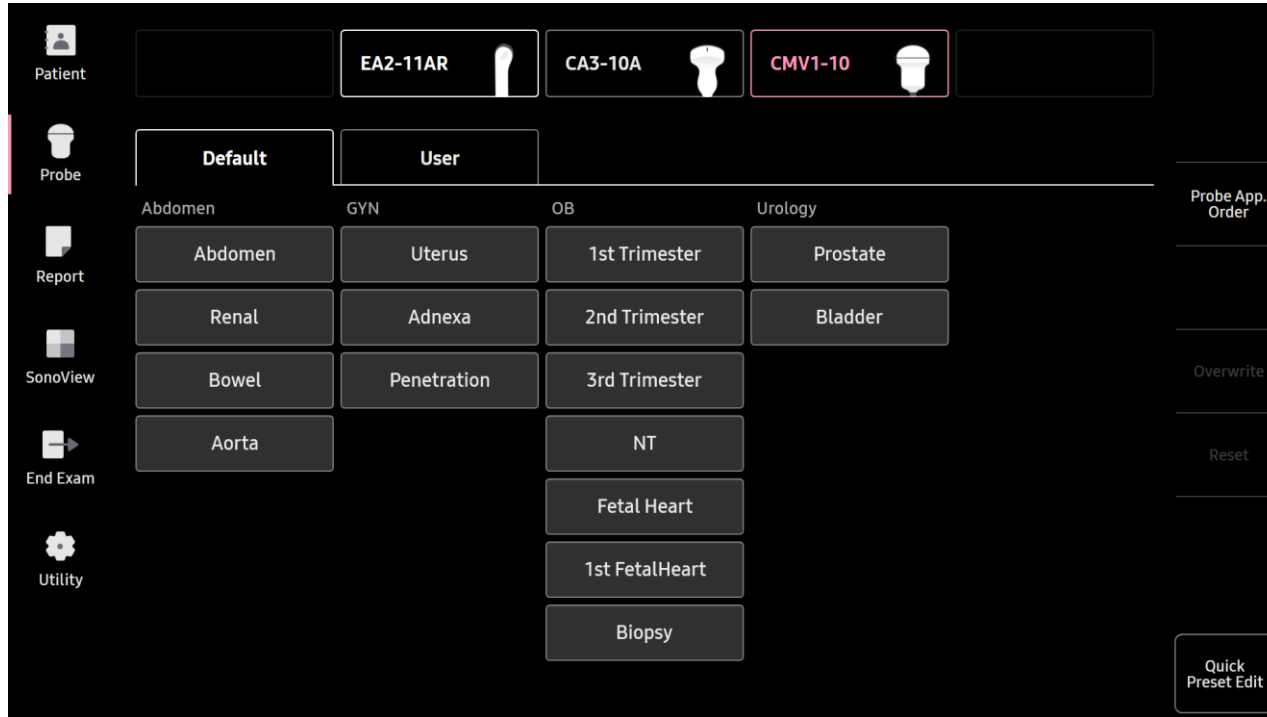 Patient
EA2-11AR
CA3-10A
CMV1-10
Probe
Default
User
Probe App.
Order
Abdomen
GYN
OB
Urology
Abdomen
Uterus
1st Trimester
Prostate
Report
Renal
Adnexa
2nd Trimester
Bladder
SonoView
Bowel
Penetration
3rd Trimester
Overwrite
Aorta
NT
Reset
End Exam
Fetal Heart
Utility
1st FetalHeart
Biopsy
Quick
Preset Edit